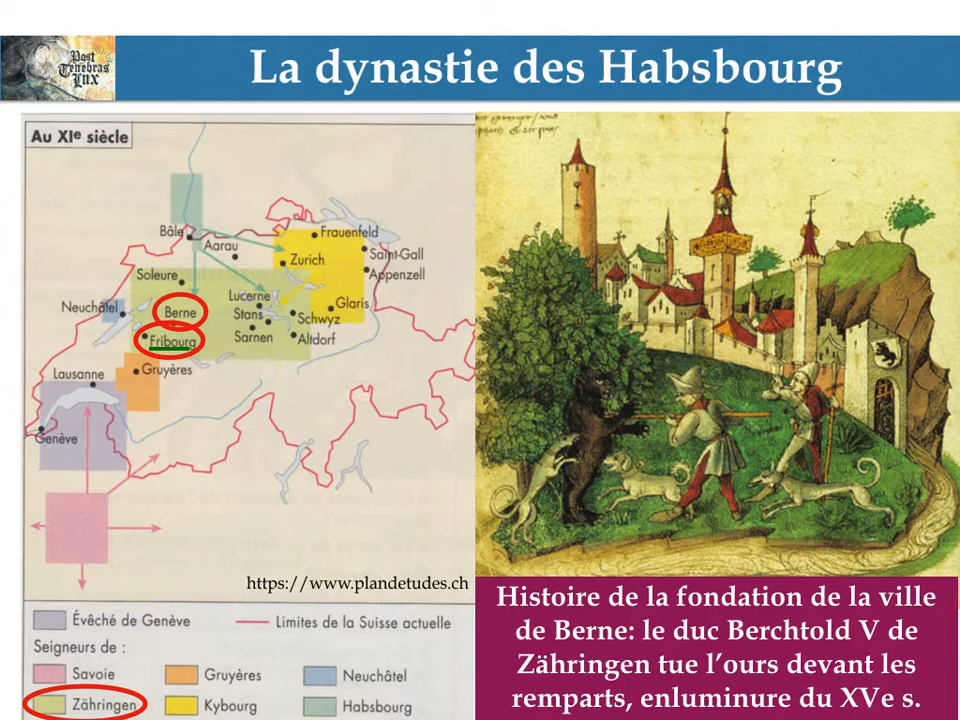 Post
Tenebras
Lux
La dynastie des Habsbourg
Au XIe siècle
Bâle
Aarau
Frauenfeld
Saint-Gall
Zurich
Appenzell
Soleure
Lucerne
Glaris
Neuchâtel
Berne
Stans
Schwyz
Fribourg
Sarnen
Altdorf
Gruyères
Lausanne
Genève
https://www.plandetudes.ch
Évêché de Genève
Limites de la Suisse actuelle
Seigneurs de :
Savoie
Gruyères
Neuchâtel
Zähringen
Kybourg
Habsbourg
Histoire de la fondation de la ville
de Berne: le duc Berchtold V de
Zähringen tue l’ours devant les
remparts, enluminure du XVe s.